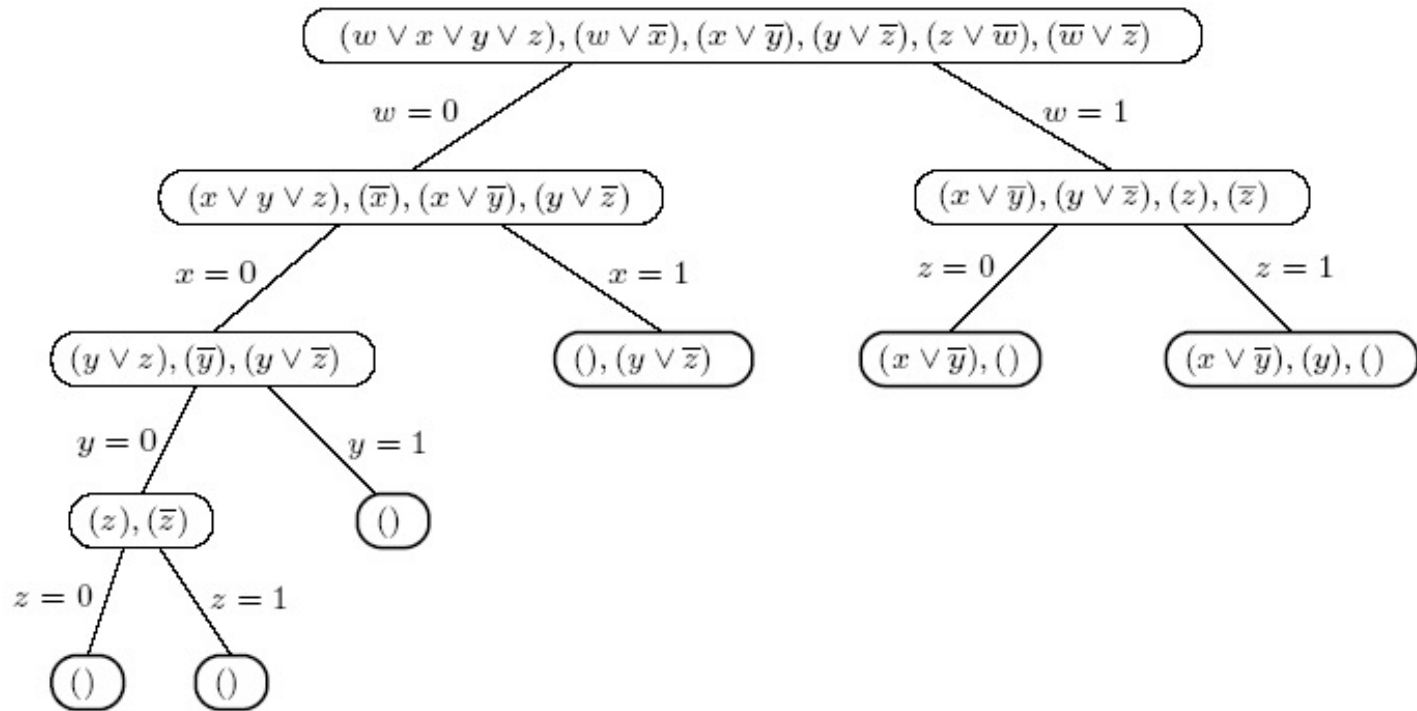 (w ∨ x ∨ y ∨ z), (w ∨ x̅), (x ∨ y̅), (y ∨ z̅), (z ∨ w̅), (w̅ ∨ z̅)
w = 0 w = 1
(x ∨ y ∨ z), (x̅), (x ∨ y̅), (y ∨ z̅) (x ∨ y̅), (y ∨ z̅), (z), (z̅)
x = 0 x = 1 z = 0 z = 1
(y ∨ z), (y̅), (y ∨ z̅) (), (y ∨ z̅) (x ∨ y̅), () (x ∨ y̅), (y), ()
y = 0 y = 1
(z), (z̅) ()
z = 0 z = 1
() ()